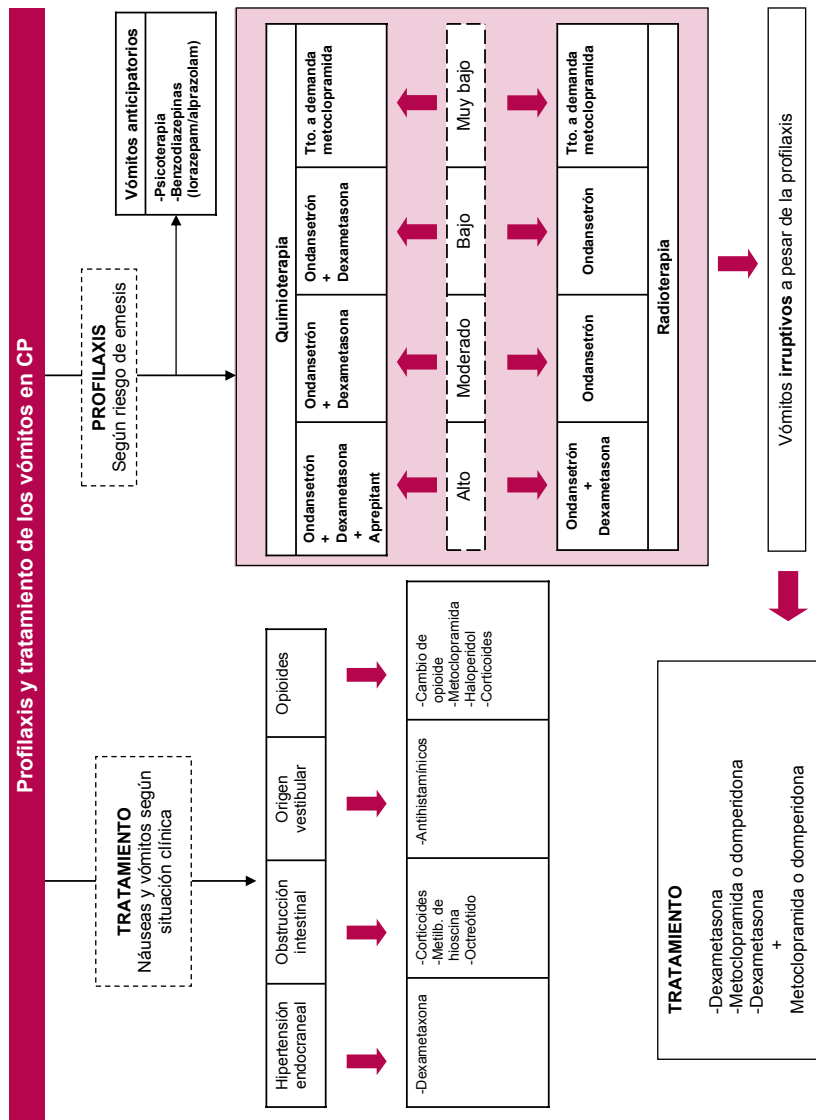 Profilaxis y tratamiento de los vómitos en CP
TRATAMIENTO
Náuseas y vómitos según
situación clínica
Hipertensión
endocraneal
Obstrucción
intestinal
Origen
vestibular
Opioides
-Dexametaxona
-Corticoides
-Metilb. de
hioscina
-Octreótido
-Antihistamínicos
-Cambio de
opioide
-Metoclopramida
-Haloperidol
-Corticoides
PROFILAXIS
Según riesgo de emesis
Vómitos anticipatorios
-Psicoterapia
-Benzodiazepinas
(lorazepam/alprazolam)
Quimioterapia
Ondansetrón
+
Dexametasona
+
Aprepitant
Ondansetrón
+
Dexametasona
Ondansetrón
+
Dexametasona
Tto. a demanda
metoclopramida
Alto
Moderado
Bajo
Muy bajo
Ondansetrón
+
Dexametasona
Ondansetrón
Ondansetrón
Tto. a demanda
metoclopramida
Radioterapia
Vómitos irruptivos a pesar de la profilaxis
TRATAMIENTO
-Dexametasona
-Metoclopramida o domperidona
-Dexametasona
+
Metoclopramida o domperidona